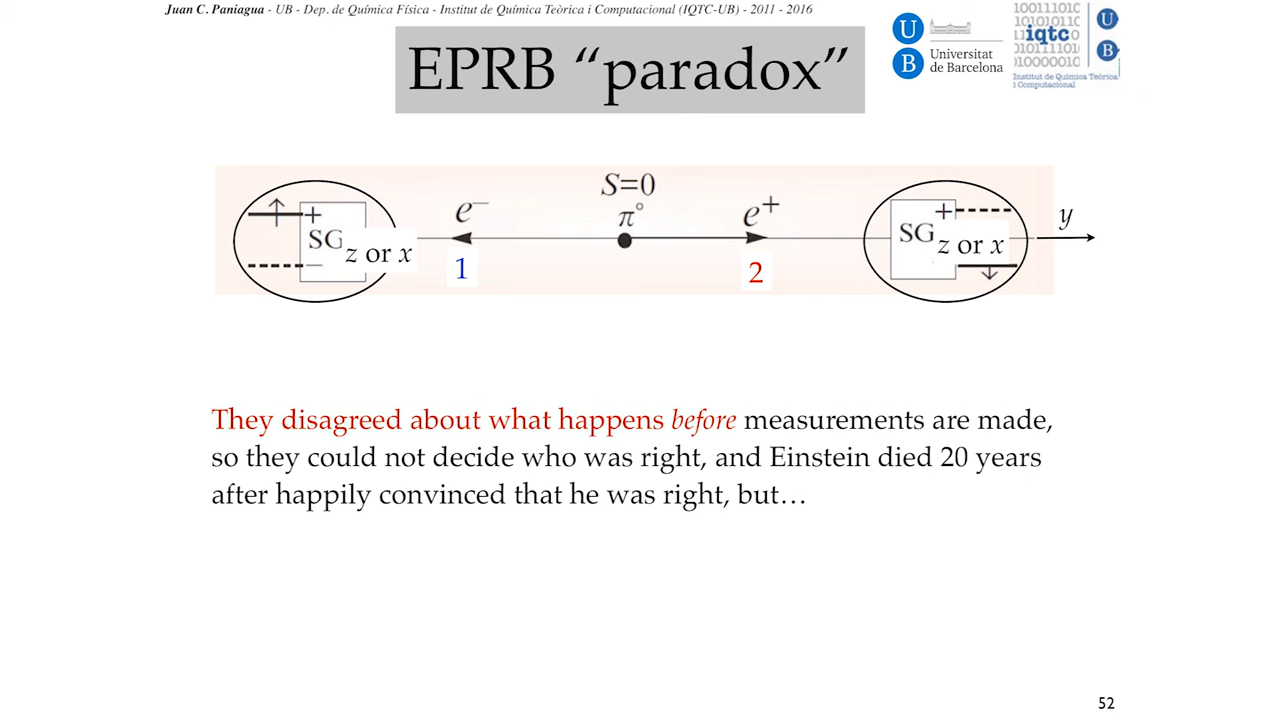 Juan C. Paniagua - UB - Dep. de Química Física - Institut de Química Teòrica i Computacional (IQTC-UB) - 2011 - 2016
EPRB “paradox”
U
B
Universitat
de Barcelona
iqtc
U
B
Institut de Química Teòrica
i Computacional
S=0
π°
e⁻
e⁺
+
SG z or x
−
1
2
+
SG z or x
y
They disagreed about what happens before measurements are made,
so they could not decide who was right, and Einstein died 20 years
after happily convinced that he was right, but…
52